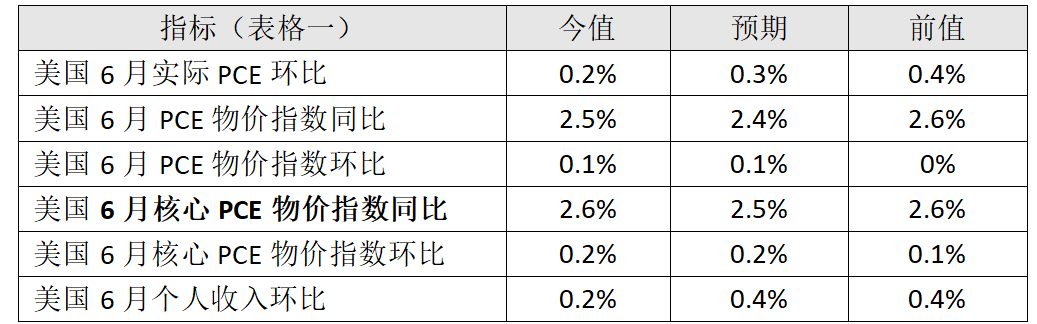 指标（表格一） 今值 预期 前值
美国 6 月实际 PCE 环比 0.2% 0.3% 0.4%
美国 6 月 PCE 物价指数同比 2.5% 2.4% 2.6%
美国 6 月 PCE 物价指数环比 0.1% 0.1% 0%
美国 6 月核心 PCE 物价指数同比 2.6% 2.5% 2.6%
美国 6 月核心 PCE 物价指数环比 0.2% 0.2% 0.1%
美国 6 月个人收入环比 0.2% 0.4% 0.4%